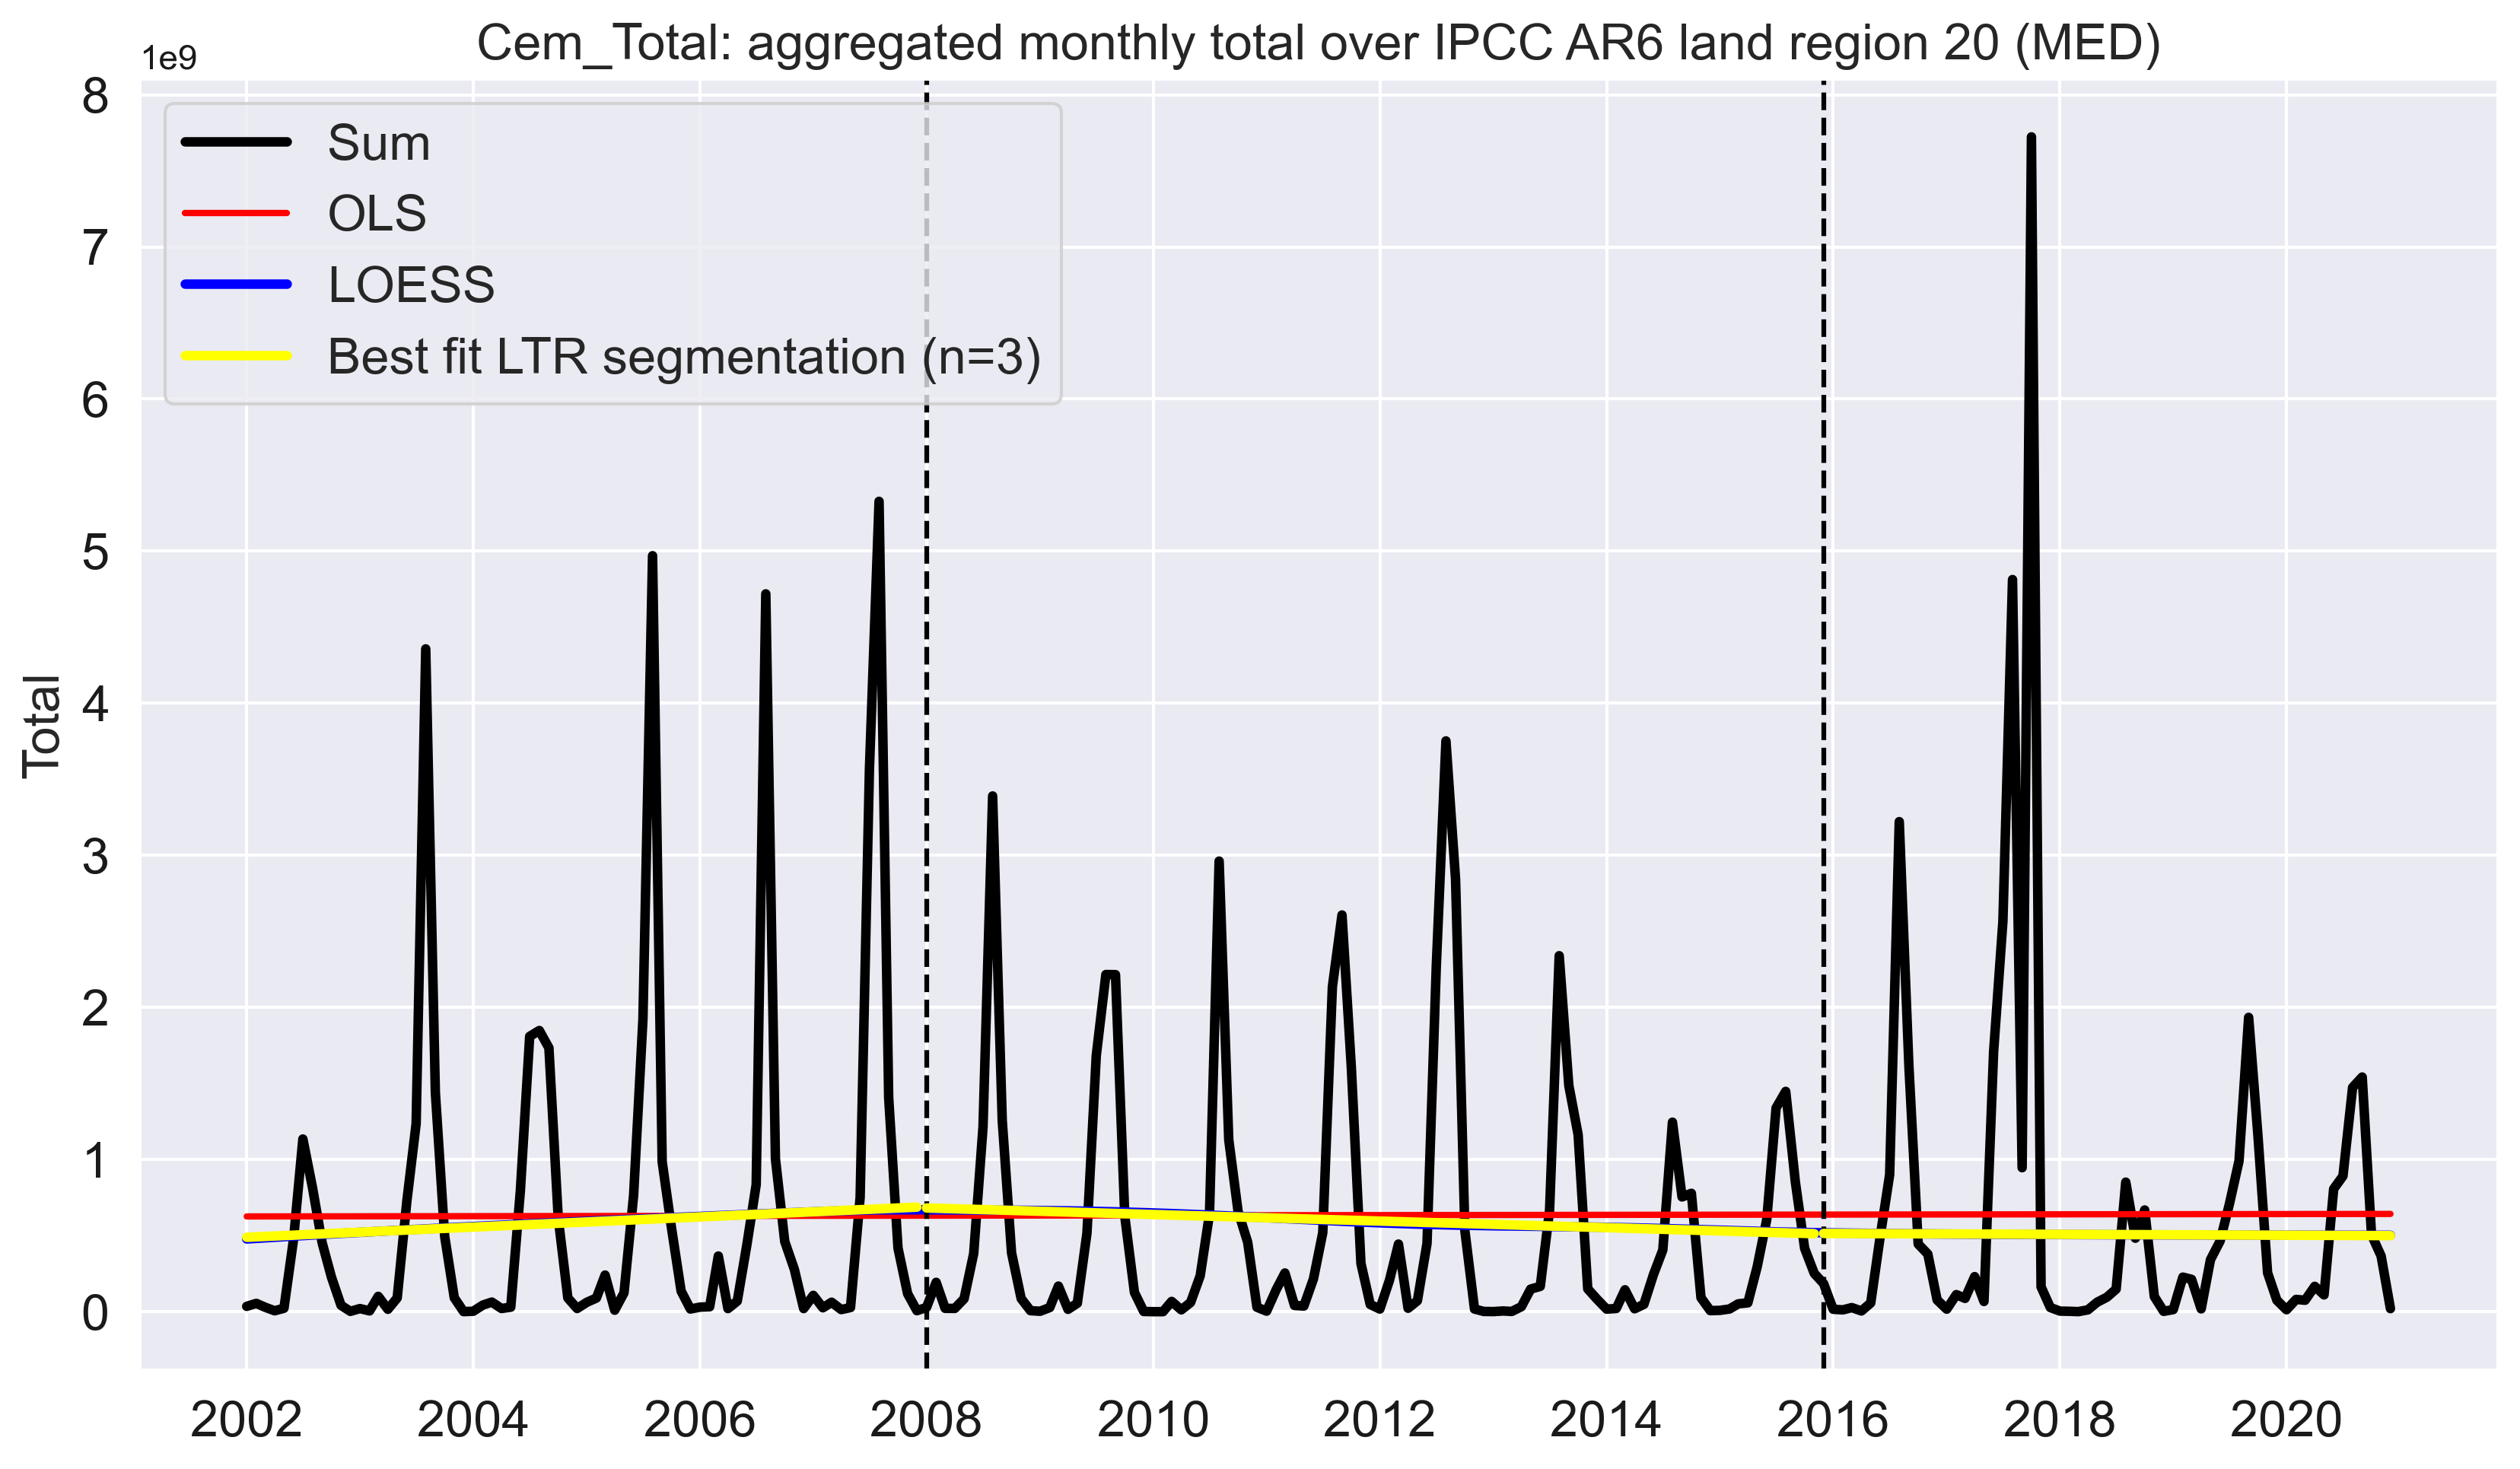 Cem_Total: aggregated monthly total over IPCC AR6 land region 20 (MED)
1e9
8
7
6
5
4
3
2
1
0
Total
Sum
OLS
LOESS
Best fit LTR segmentation (n=3)
2002 2004 2006 2008 2010 2012 2014 2016 2018 2020